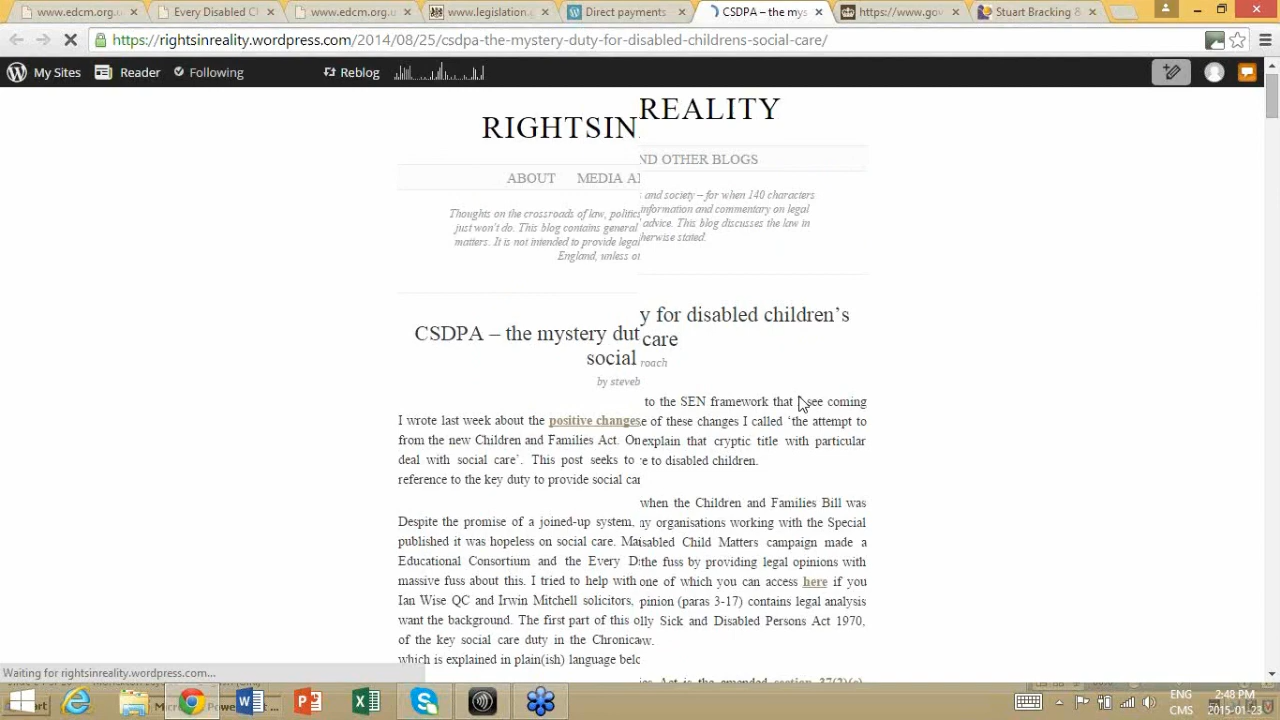 www.edcm.org.u
Every Disabled C
www.edcm.org.u
www.legislation.g
Direct payments
CSDPA – the mys
https://www.gov
Stuart Bracking &
https://rightsinreality.wordpress.com/2014/08/25/csdpa-the-mystery-duty-for-disabled-childrens-social-care/
My Sites
Reader
Following
Reblog
RIGHTSIN
REALITY
ABOUT MEDIA A
ND OTHER BLOGS
Thoughts on the crossroads of law, politic
s and society – for when 140 characters
just won't do. This blog contains general
information and commentary on legal
matters. It is not intended to provide legal
advice. This blog discusses the law in
England, unless ot
herwise stated.
CSDPA – the mystery dut
y for disabled children's
social
care
by steveb
roach
I wrote last week about the positive changes
to the SEN framework that I see coming
from the new Children and Families Act. On
e of these changes I called 'the attempt to
deal with social care'. This post seeks to
explain that cryptic title with particular
reference to the key duty to provide social car
re to disabled children.
Despite the promise of a joined-up system,
when the Children and Families Bill was
published it was hopeless on social care. Ma
ny organisations working with the Special
Educational Consortium and the Every D
isabled Child Matters campaign made a
massive fuss about this. I tried to help with
the fuss by providing legal opinions with
Ian Wise QC and Irwin Mitchell solicitors,
one of which you can access here if you
want the background. The first part of this o
pinion (paras 3-17) contains legal analysis
of the key social care duty in the Chronica
lly Sick and Disabled Persons Act 1970,
which is explained in plain(ish) language belo
w.
Act is the amended section 37(2)(c)
Waiting for rightsinreality.wordpress.com...
ENG
CMS
2:48 PM
2015-01-23